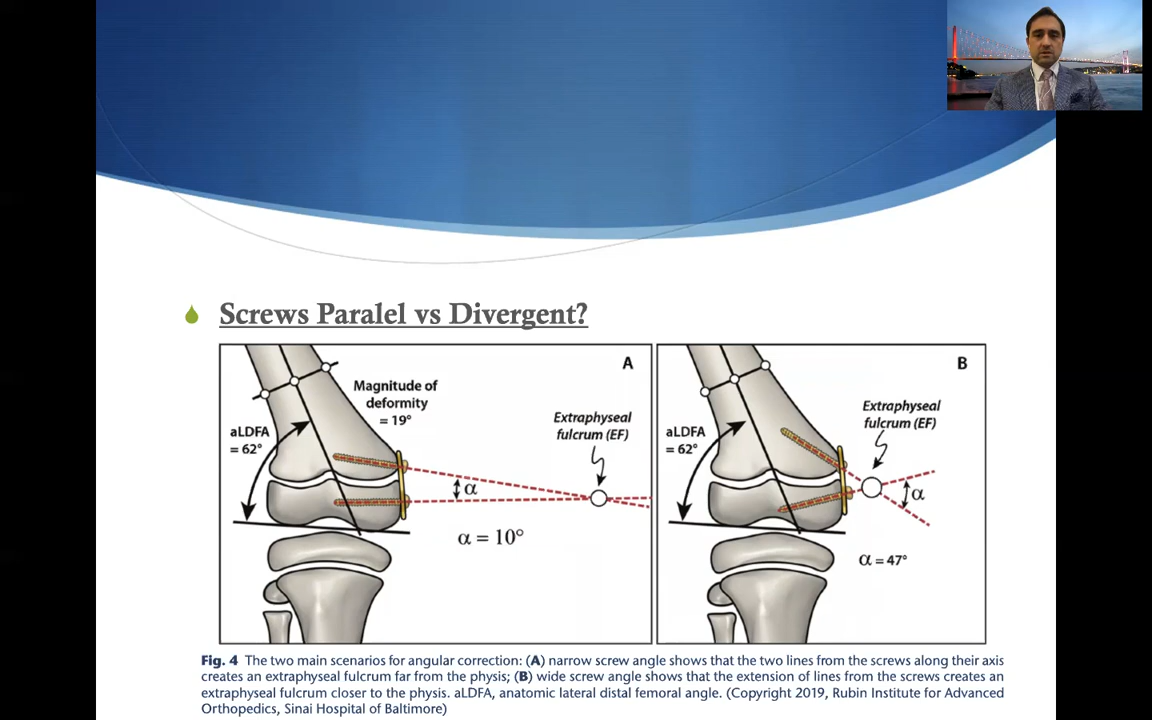 Screws Paralel vs Divergent?
A
Magnitude of
deformity
= 19°
aLDFA
= 62°
Extraphyseal
fulcrum (EF)
α
α = 10°
B
Extraphyseal
fulcrum (EF)
aLDFA
= 62°
α
α = 47°
Fig. 4 The two main scenarios for angular correction: (A) narrow screw angle shows that the two lines from the screws along their axis
creates an extraphyseal fulcrum far from the physis; (B) wide screw angle shows that the extension of lines from the screws creates an
extraphyseal fulcrum closer to the physis. aLDFA, anatomic lateral distal femoral angle. (Copyright 2019, Rubin Institute for Advanced
Orthopedics, Sinai Hospital of Baltimore)